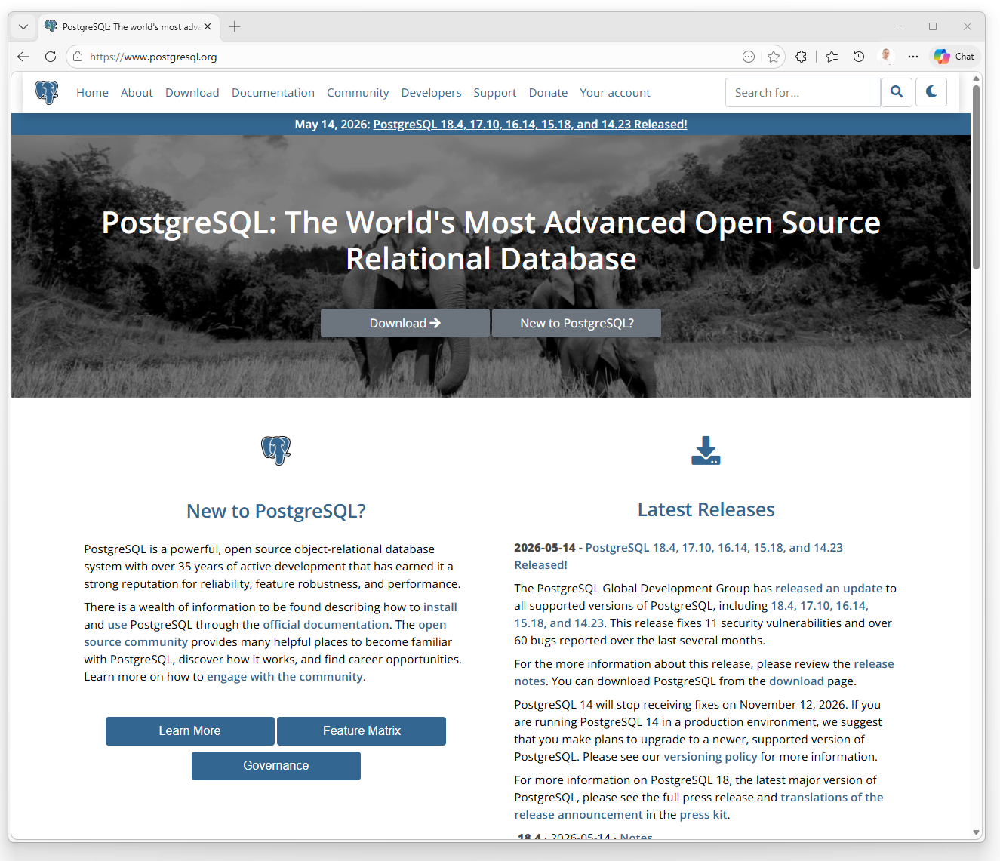 PostgreSQL: The world's most adva
https://www.postgresql.org
Chat
Home About Download Documentation Community Developers Support Donate Your account
Search for...
May 14, 2026: PostgreSQL 18.4, 17.10, 16.14, 15.18, and 14.23 Released!
PostgreSQL: The World's Most Advanced Open Source
Relational Database
Download
New to PostgreSQL?
New to PostgreSQL?
PostgreSQL is a powerful, open source object-relational database
system with over 35 years of active development that has earned it a
strong reputation for reliability, feature robustness, and performance.
There is a wealth of information to be found describing how to install
and use PostgreSQL through the official documentation. The open
source community provides many helpful places to become familiar
with PostgreSQL, discover how it works, and find career opportunities.
Learn more on how to engage with the community.
Learn More
Feature Matrix
Governance
Latest Releases
2026-05-14 - PostgreSQL 18.4, 17.10, 16.14, 15.18, and 14.23
Released!
The PostgreSQL Global Development Group has released an update to
all supported versions of PostgreSQL, including 18.4, 17.10, 16.14,
15.18, and 14.23. This release fixes 11 security vulnerabilities and over
60 bugs reported over the last several months.
For the more information about this release, please review the release
notes. You can download PostgreSQL from the download page.
PostgreSQL 14 will stop receiving fixes on November 12, 2026. If you
are running PostgreSQL 14 in a production environment, we suggest
that you make plans to upgrade to a newer, supported version of
PostgreSQL. Please see our versioning policy for more information.
For more information on PostgreSQL 18, the latest major version of
PostgreSQL, please see the full press release and translations of the
release announcement in the press kit.
18.4 · 2026-05-14 · Notes